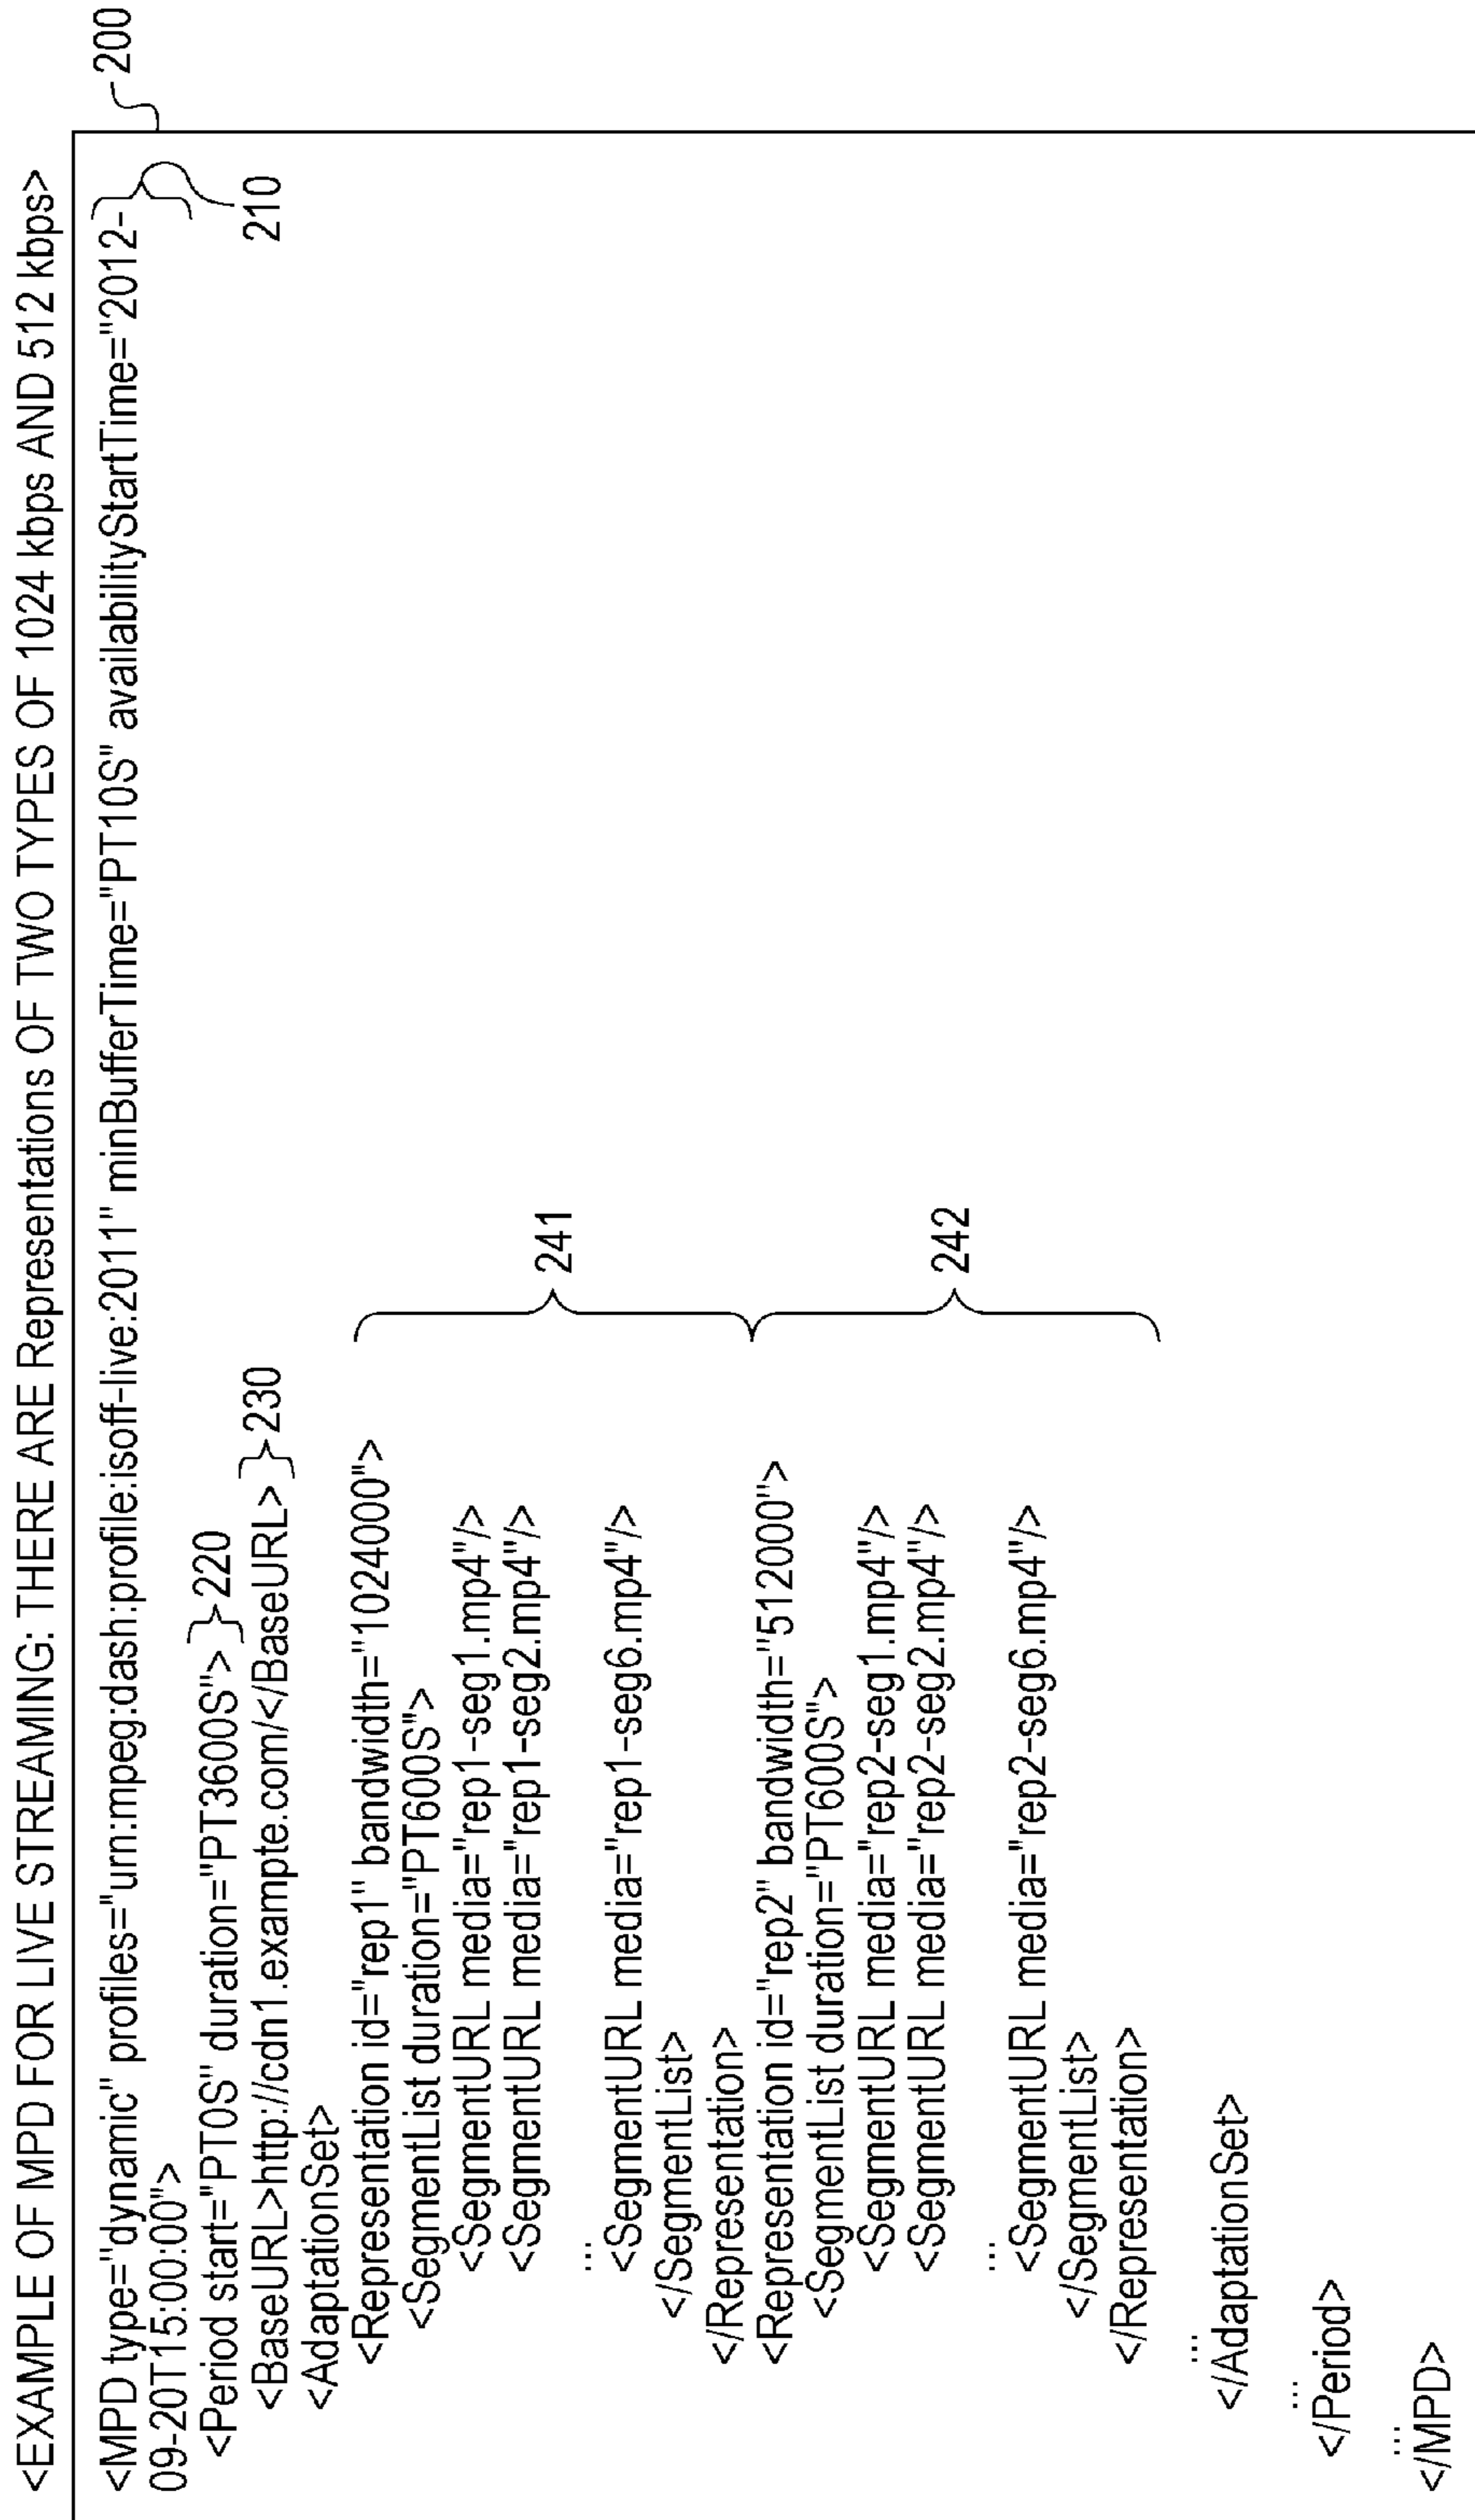 <EXAMPLE OF MPD FOR LIVE STREAMING: THERE ARE Representations OF TWO TYPES OF 1024 kbps AND 512 kbps>
200
<MPD type="dynamic" profiles="urn:mpeg:dash:profile:isoff-live:2011" minBufferTime="PT10S" availabilityStartTime="2012-
09-20T15:00:00">
210
<Period start="PT0S" duration="PT3600S"> 220
<BaseURL>http://cdn1.exampte.com/</BaseURL> 230
<AdaptationSet>
<Representation id="rep1" bandwidth="1024000">
<SegmentList duration="PT600S">
<SegmentURL media="rep1-seg1.mp4"/>
<SegmentURL media="rep1-seg2.mp4"/>
241
...
<SegmentURL media="rep1-seg6.mp4"/>
</SegmentList>
</Representation>
<Representation id="rep2" bandwidth="512000">
<SegmentList duration="PT600S">
<SegmentURL media="rep2-seg1.mp4"/>
<SegmentURL media="rep2-seg2.mp4"/>
242
...
<SegmentURL media="rep2-seg6.mp4"/>
</SegmentList>
</Representation>
...
</AdaptationSet>
...
</Period>
...
</MPD>